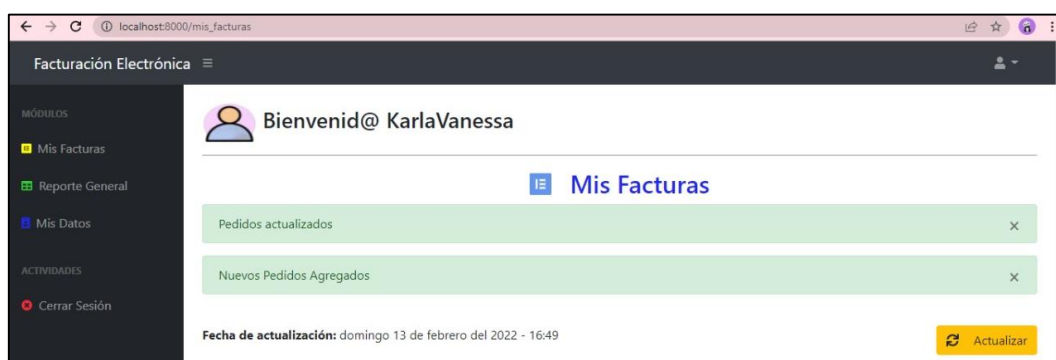 localhost:8000/mis_facturas
Facturación Electrónica
MÓDULOS
Mis Facturas
Reporte General
Mis Datos
ACTIVIDADES
Cerrar Sesión
Bienvenid@ KarlaVanessa
Mis Facturas
Pedidos actualizados
Nuevos Pedidos Agregados
Fecha de actualización: domingo 13 de febrero del 2022 - 16:49
Actualizar